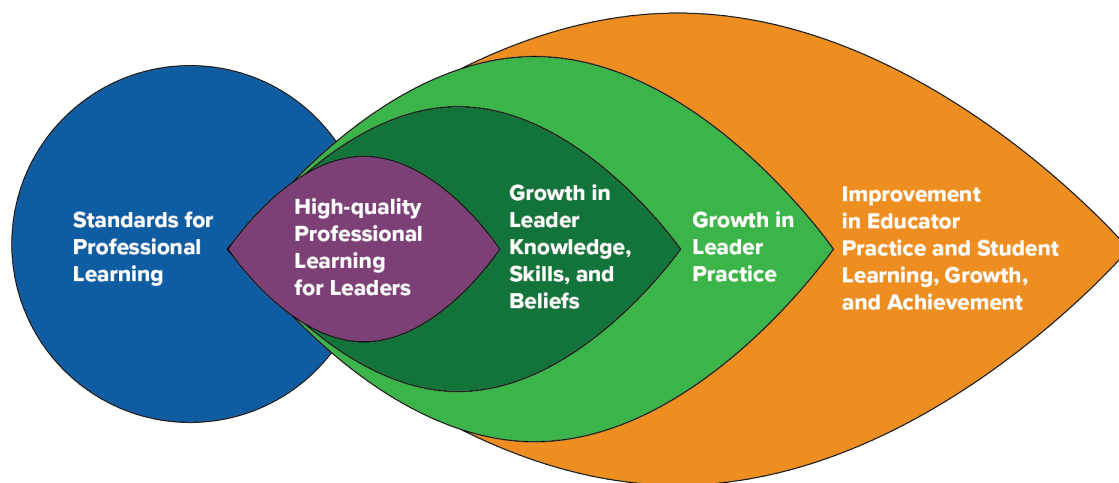 Standards for
Professional
Learning
High-quality
Professional
Learning
for Leaders
Growth in
Leader
Knowledge,
Skills, and
Beliefs
Growth in
Leader
Practice
Improvement
in Educator
Practice and Student
Learning, Growth,
and Achievement